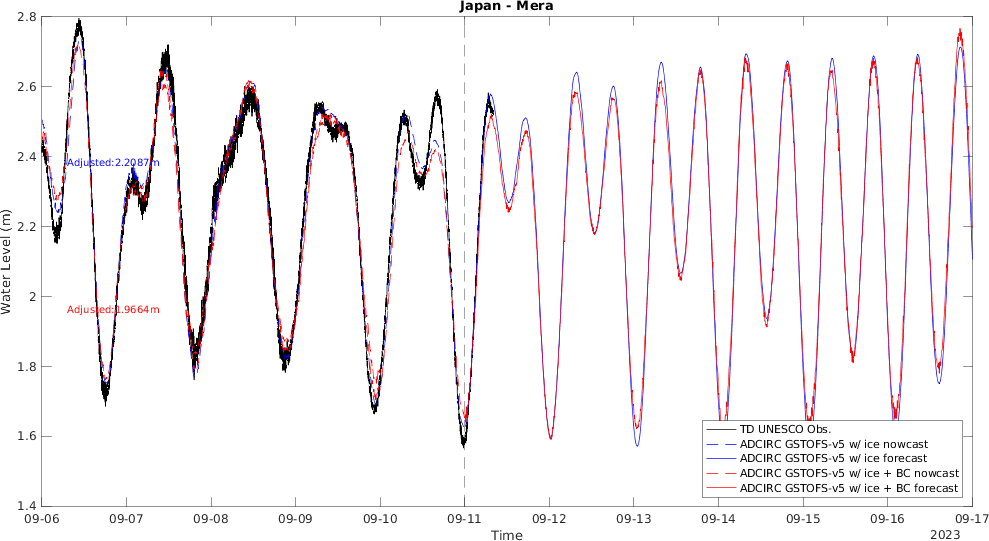 Japan - Mera
2.8
2.6
2.4
2.2
2
1.8
1.6
1.4
Water Level (m)
Adjusted:2.2087m
Adjusted:1.9664m
TD UNESCO Obs.
ADCIRC GSTOFS-v5 w/ ice nowcast
ADCIRC GSTOFS-v5 w/ ice forecast
ADCIRC GSTOFS-v5 w/ ice + BC nowcast
ADCIRC GSTOFS-v5 w/ ice + BC forecast
09-06 09-07 09-08 09-09 09-10 09-11 09-12 09-13 09-14 09-15 09-16 09-17
Time
2023